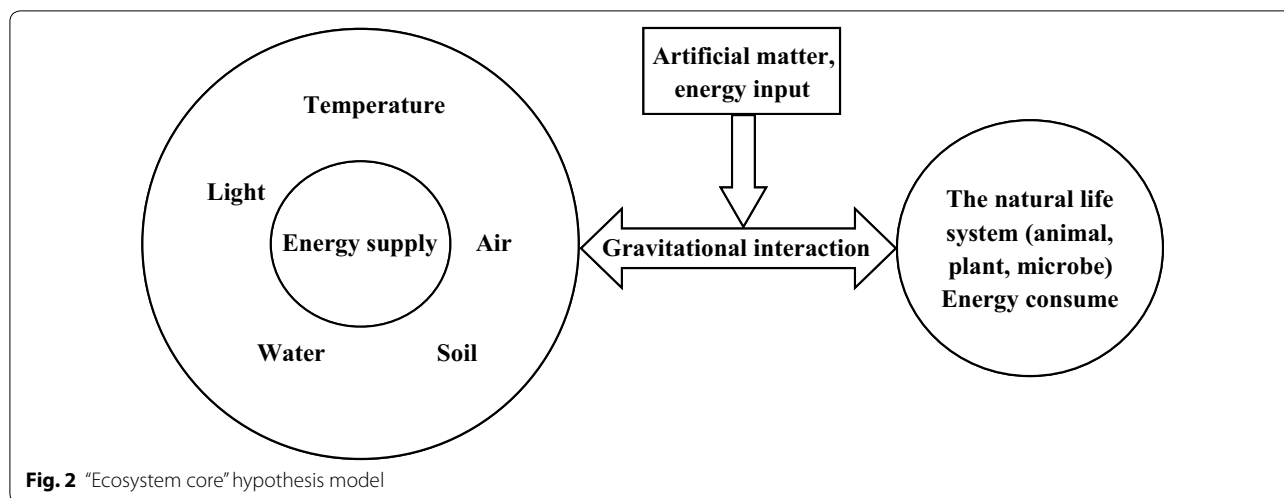 Artificial matter,
energy input
Temperature
Light
Energy supply
Air
Water
Soil
Gravitational interaction
The natural life
system (animal,
plant, microbe)
Energy consume
Fig. 2 "Ecosystem core" hypothesis model